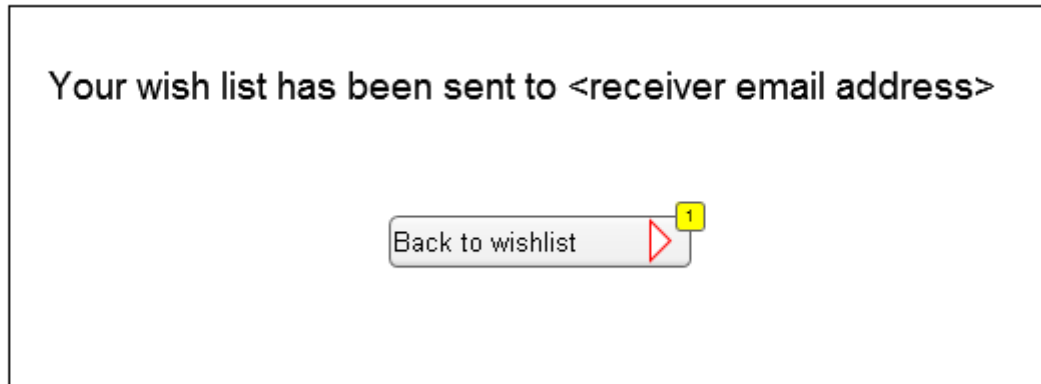 Your wish list has been sent to <receiver email address>
1
Back to wishlist